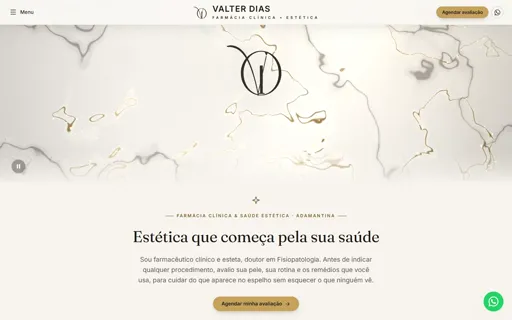 Menu
VALTER DIAS
FARMÁCIA CLÍNICA + ESTÉTICA
Agendar avaliação
FARMÁCIA CLÍNICA & SAÚDE ESTÉTICA · ADAMANTINA
Estética que começa pela sua saúde
Sou farmacêutico clínico e esteta, doutor em Fisiopatologia. Antes de indicar
qualquer procedimento, avalio sua pele, sua rotina e os remédios que você
usa, para cuidar do que aparece no espelho sem esquecer o que ninguém vê.
Agendar minha avaliação →